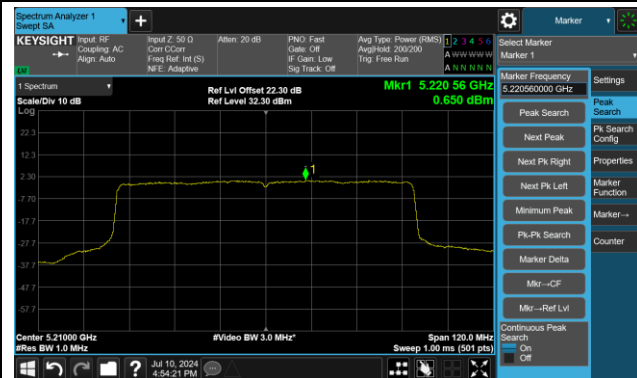 Spectrum Analyzer 1
Swept SA
+
Marker
KEYSIGHT
Input: RF
Coupling: AC
Align: Auto
Input Z: 50 Ω
Corr CCorr
Freq Ref: Int (S)
NFE: Adaptive
Atten: 20 dB
PNO: Fast
Gate: Off
IF Gain: Low
Sig Track: Off
Avg Type: Power (RMS)
Avg|Hold: 200/200
Trig: Free Run
1 2 3 4 5 6
A W W W W W
A N N N N N
LXI
Select Marker
Marker 1
1 Spectrum
Scale/Div 10 dB
Ref Lvl Offset 22.30 dB
Ref Level 32.30 dBm
Mkr1 5.220 56 GHz
0.650 dBm
Log
22.3
12.3
2.30
-7.70
-17.7
-27.7
-37.7
-47.7
-57.7
1
Center 5.21000 GHz
#Res BW 1.0 MHz
#Video BW 3.0 MHz*
Span 120.0 MHz
Sweep 1.00 ms (501 pts)
Marker Frequency
5.220560000 GHz
Peak Search
Next Peak
Next Pk Right
Next Pk Left
Minimum Peak
Pk-Pk Search
Marker Delta
Mkr→CF
Mkr→Ref Lvl
Continuous Peak
Search
On
Off
Settings
Peak
Search
Pk Search
Config
Properties
Marker
Function
Marker→
Counter
?
Jul 10, 2024
4:54:21 PM